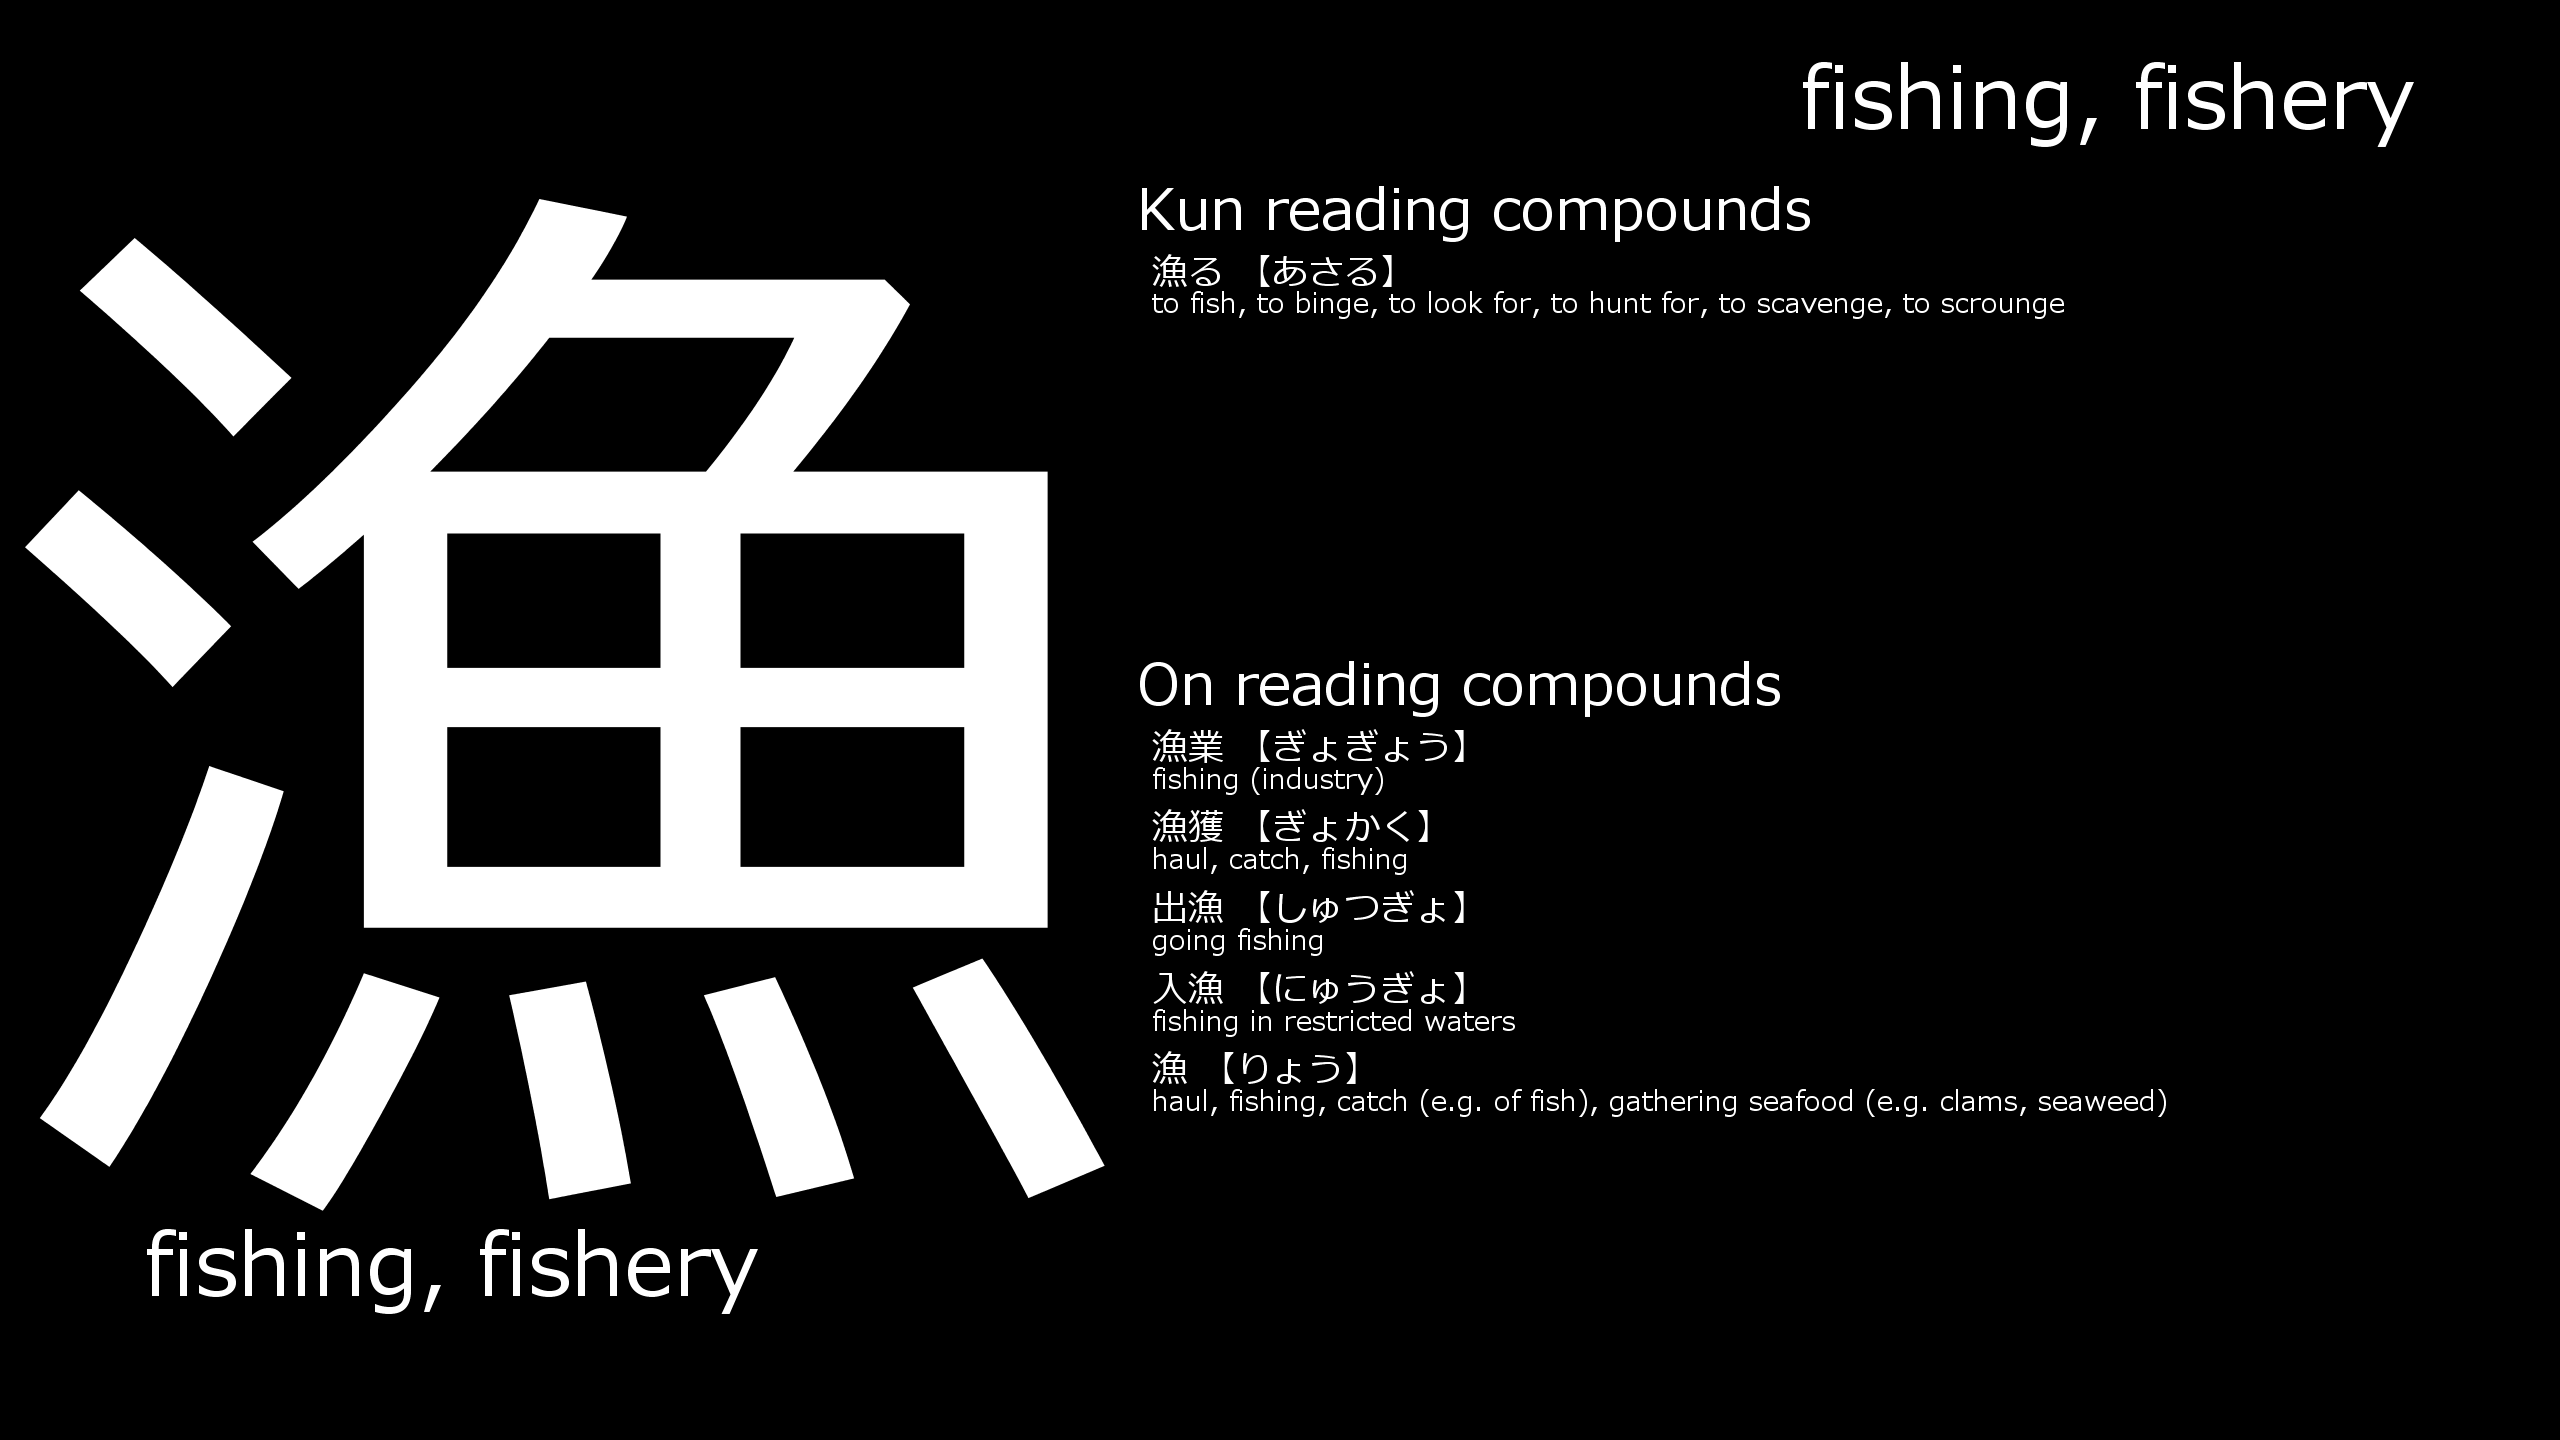 fishing, fishery
漁
fishing, fishery
Kun reading compounds
漁る 【あさる】
to fish, to binge, to look for, to hunt for, to scavenge, to scrounge
On reading compounds
漁業 【ぎょぎょう】
fishing (industry)
漁獲 【ぎょかく】
haul, catch, fishing
出漁 【しゅつぎょ】
going fishing
入漁 【にゅうぎょ】
fishing in restricted waters
漁 【りょう】
haul, fishing, catch (e.g. of fish), gathering seafood (e.g. clams, seaweed)